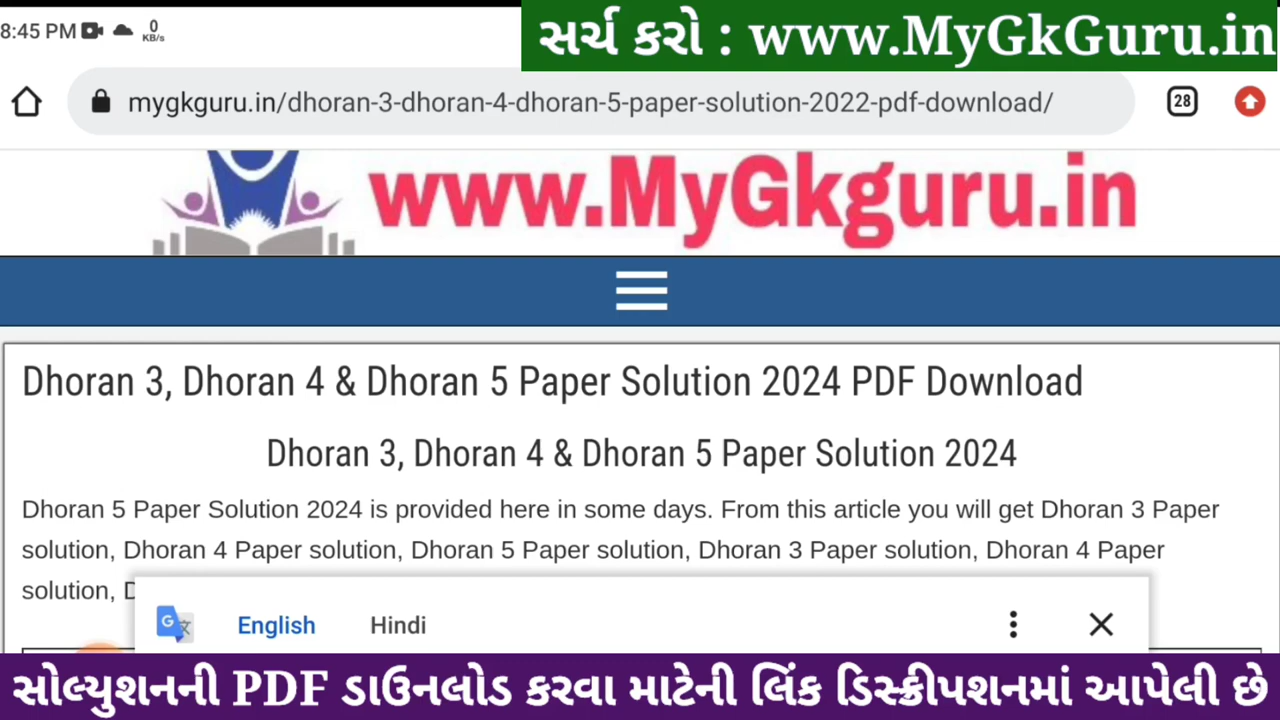 8:45 PM 0 KB/s
સર્ચ કરો : www.MyGkGuru.in
mygkguru.in/dhoran-3-dhoran-4-dhoran-5-paper-solution-2022-pdf-download/ 28
www.MyGkguru.in
Dhoran 3, Dhoran 4 & Dhoran 5 Paper Solution 2024 PDF Download
Dhoran 3, Dhoran 4 & Dhoran 5 Paper Solution 2024
Dhoran 5 Paper Solution 2024 is provided here in some days. From this article you will get Dhoran 3 Paper
solution, Dhoran 4 Paper solution, Dhoran 5 Paper solution, Dhoran 3 Paper solution, Dhoran 4 Paper
solution,
English Hindi
સોલ્યુશનની PDF ડાઉનલોડ કરવા માટેની લિંક ડિસ્ક્રીપશનમાં આપેલી છે